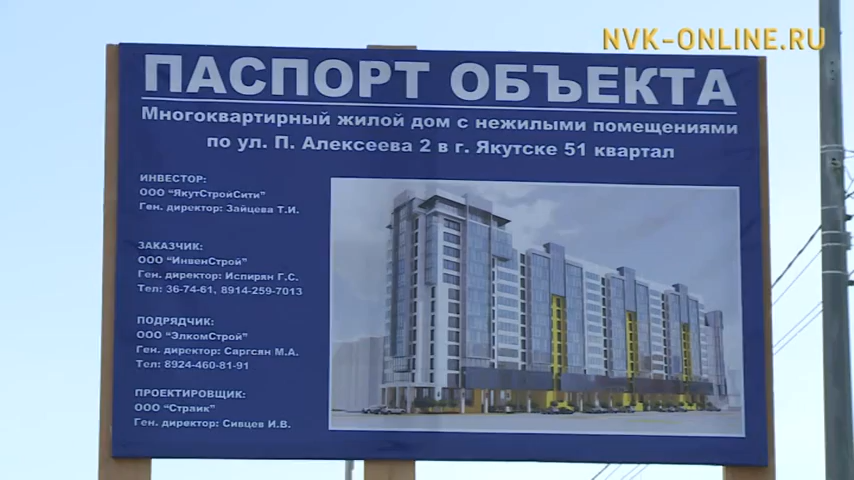 NVK-ONLINE.RU
ПАСПОРТ ОБЪЕКТА
Многоквартирный жилой дом с нежилыми помещениями
по ул. П. Алексеева 2 в г. Якутске 51 квартал
ИНВЕСТОР:
ООО "ЯкутСтройСити"
Ген. директор: Зайцева Т.И.
ЗАКАЗЧИК:
ООО "ИнвенСтрой"
Ген. директор: Испирян Г.С.
Тел: 36-74-61, 8914-259-7013
ПОДРЯДЧИК:
ООО "ЭлкомСтрой"
Ген. директор: Саргсян М.А.
Тел: 8924-460-81-91
ПРОЕКТИРОВЩИК:
ООО "Страик"
Ген. директор: Сивцев И.В.